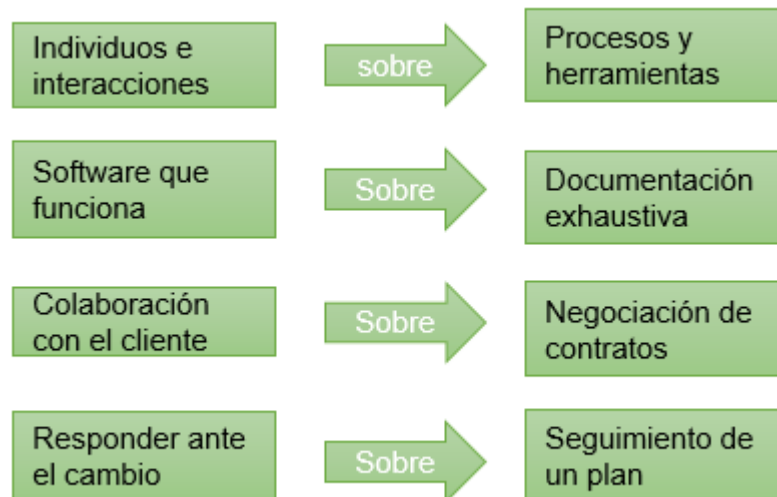 Individuos e
interacciones
sobre
Procesos y
herramientas
Software que
funciona
Sobre
Documentación
exhaustiva
Colaboración
con el cliente
Sobre
Negociación de
contratos
Responder ante
el cambio
Sobre
Seguimiento de
un plan